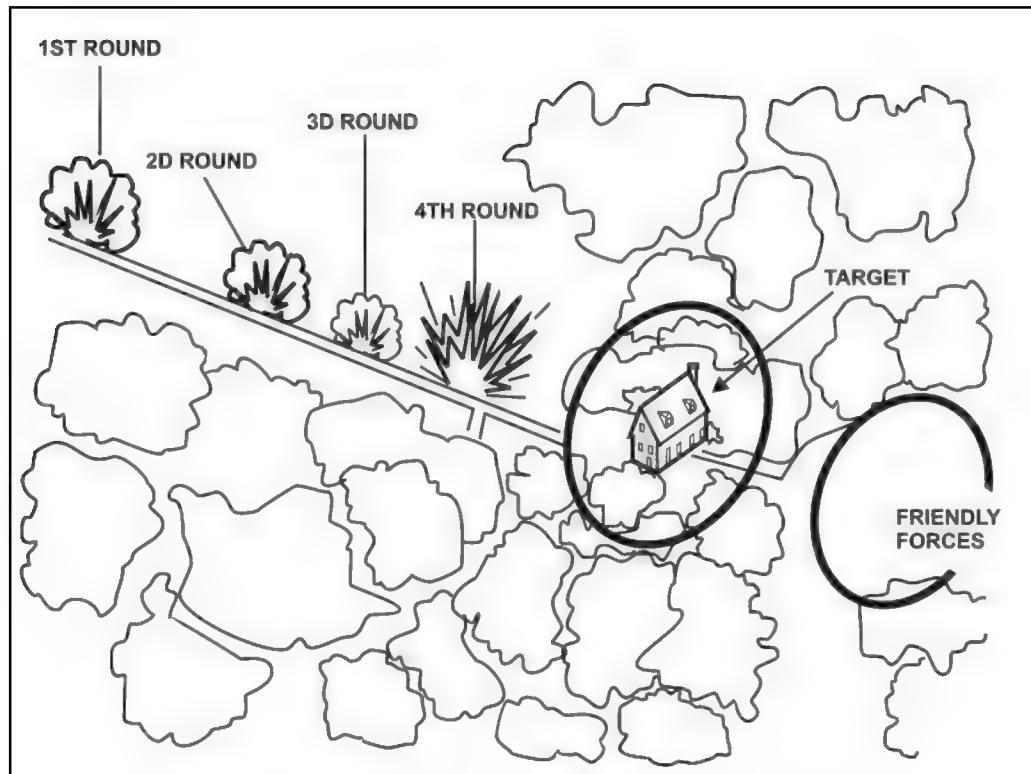 1ST ROUND
3D ROUND
2D ROUND
4TH ROUND
TARGET
FRIENDLY
FORCES